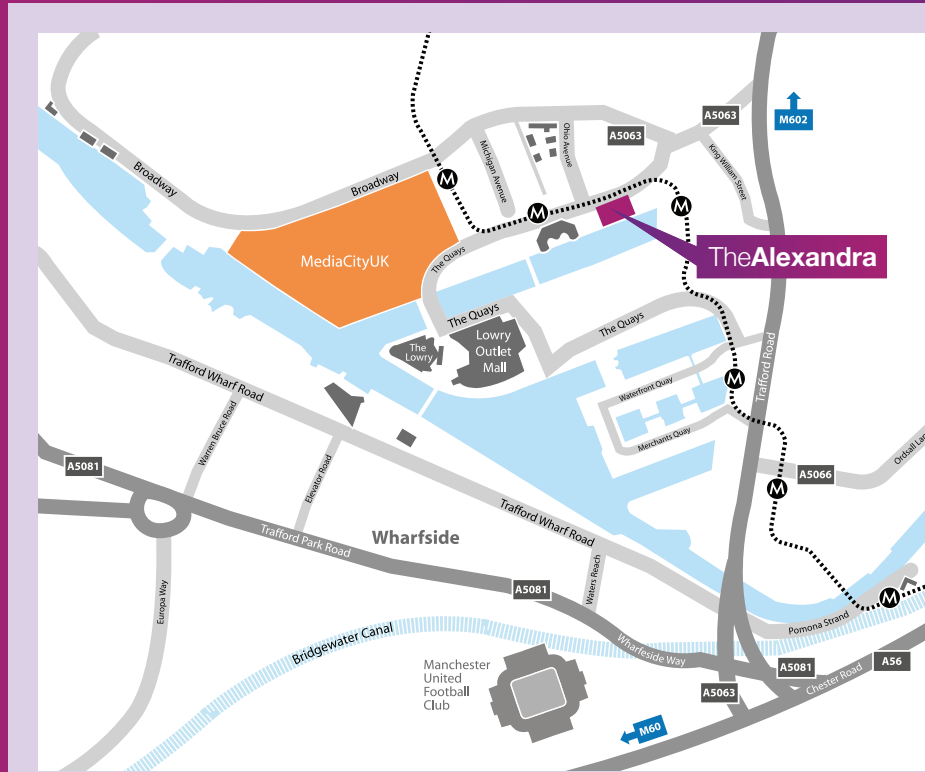 A5063
M602
A5063
Michigan Avenue
Ohio Avenue
King William Street
Broadway
Broadway
M
M
M
TheAlexandra
MediaCityUK
The Quays
The Quays
The Quays
The
Lowry
Lowry
Outlet
Mall
Trafford Road
Trafford Wharf Road
Waterfront Quay
M
Merchants Quay
Warren Bruce Road
Elevator Road
A5081
A5066
M
Trafford Park Road
Wharfside
Trafford Wharf Road
Europa Way
A5081
Waters Reach
M
Pomona Strand
Bridgewater Canal
Wharfeside Way
Manchester
United
Football
Club
A5081
A56
A5063
Chester Road
M60